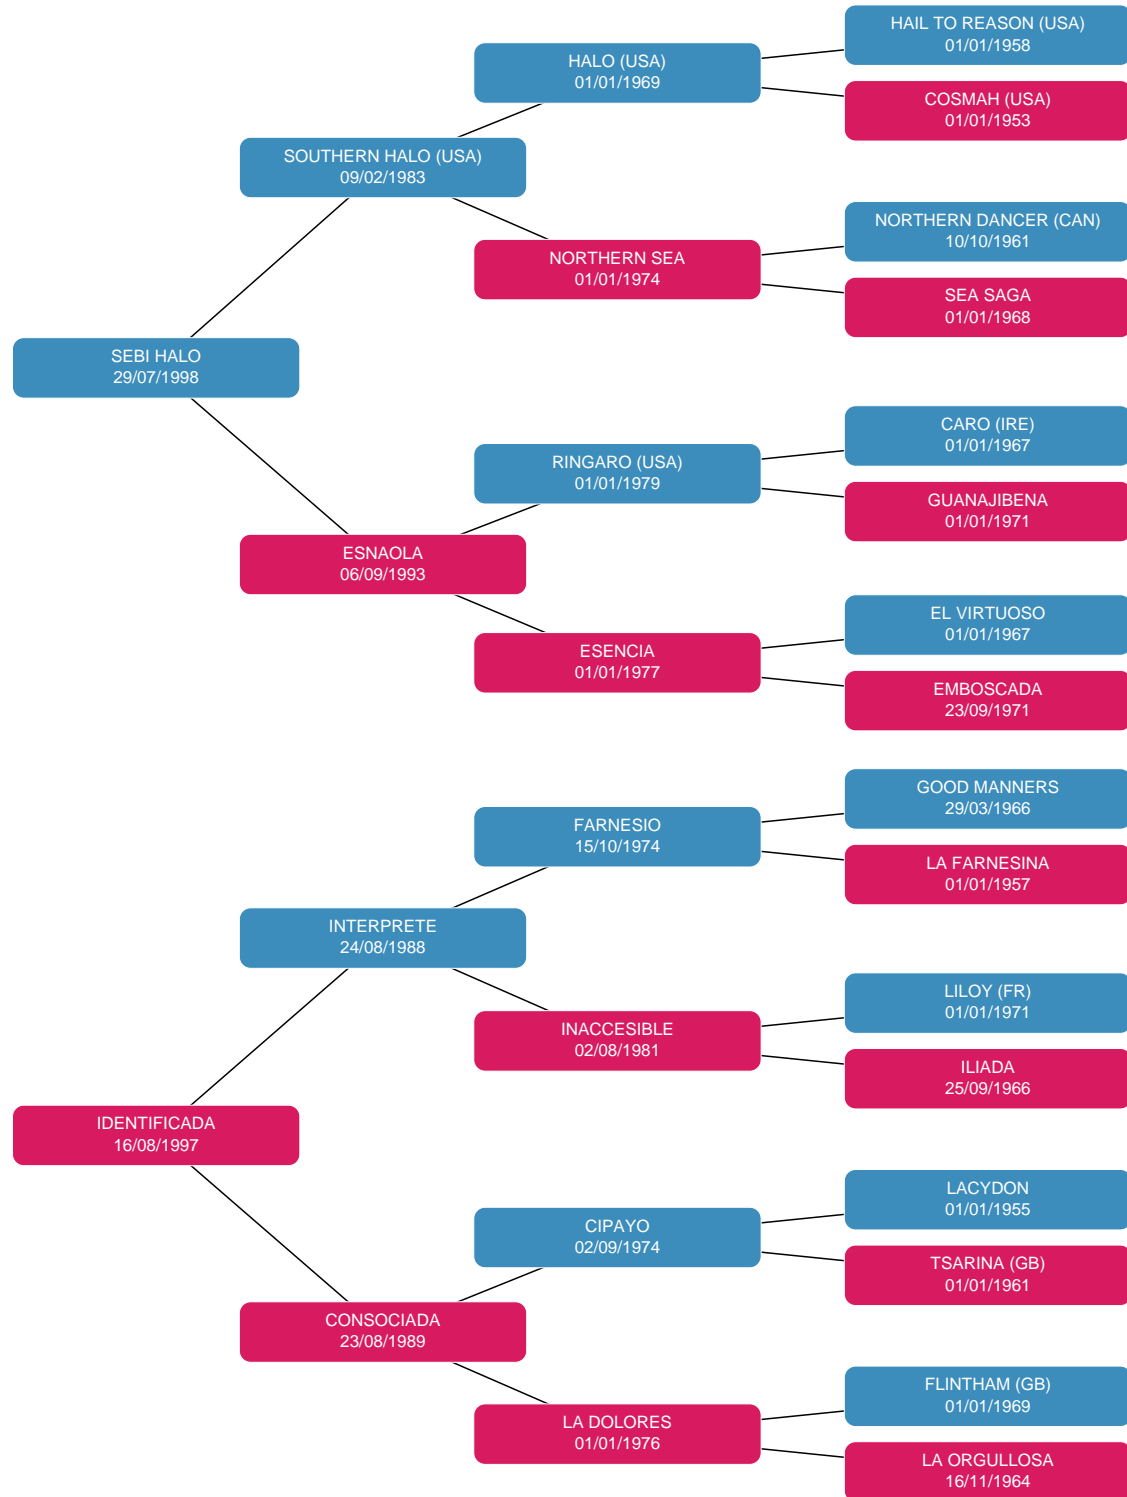 HAIL TO REASON (USA)
01/01/1958
HALO (USA)
01/01/1969
COSMAH (USA)
01/01/1953
SOUTHERN HALO (USA)
09/02/1983
NORTHERN DANCER (CAN)
10/10/1961
NORTHERN SEA
01/01/1974
SEA SAGA
01/01/1968
SEBI HALO
29/07/1998
CARO (IRE)
01/01/1967
RINGARO (USA)
01/01/1979
GUANAJIBENA
01/01/1971
ESNAOLA
06/09/1993
EL VIRTUOSO
01/01/1967
ESENCIA
01/01/1977
EMBOSCADA
23/09/1971
GOOD MANNERS
29/03/1966
FARNESIO
15/10/1974
LA FARNESINA
01/01/1957
INTERPRETE
24/08/1988
LILOY (FR)
01/01/1971
INACCESIBLE
02/08/1981
ILIADA
25/09/1966
IDENTIFICADA
16/08/1997
LACYDON
01/01/1955
CIPAYO
02/09/1974
TSARINA (GB)
01/01/1961
CONSOCIADA
23/08/1989
FLINTHAM (GB)
01/01/1969
LA DOLORES
01/01/1976
LA ORGULLOSA
16/11/1964